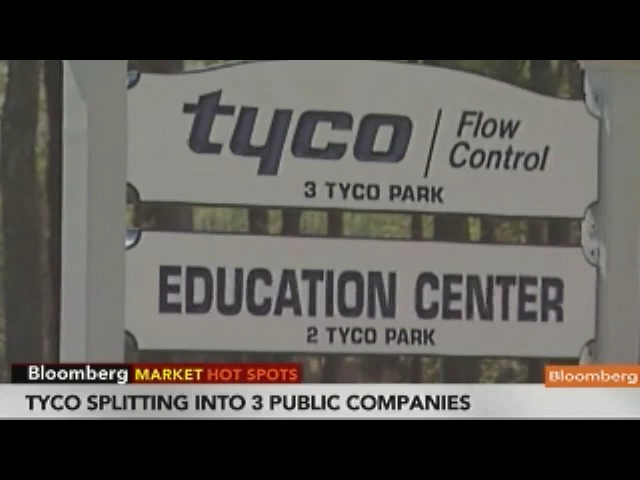 tyco Flow
Control
3 TYCO PARK
EDUCATION CENTER
2 TYCO PARK
Bloomberg MARKET HOT SPOTS
Bloomberg
TYCO SPLITTING INTO 3 PUBLIC COMPANIES